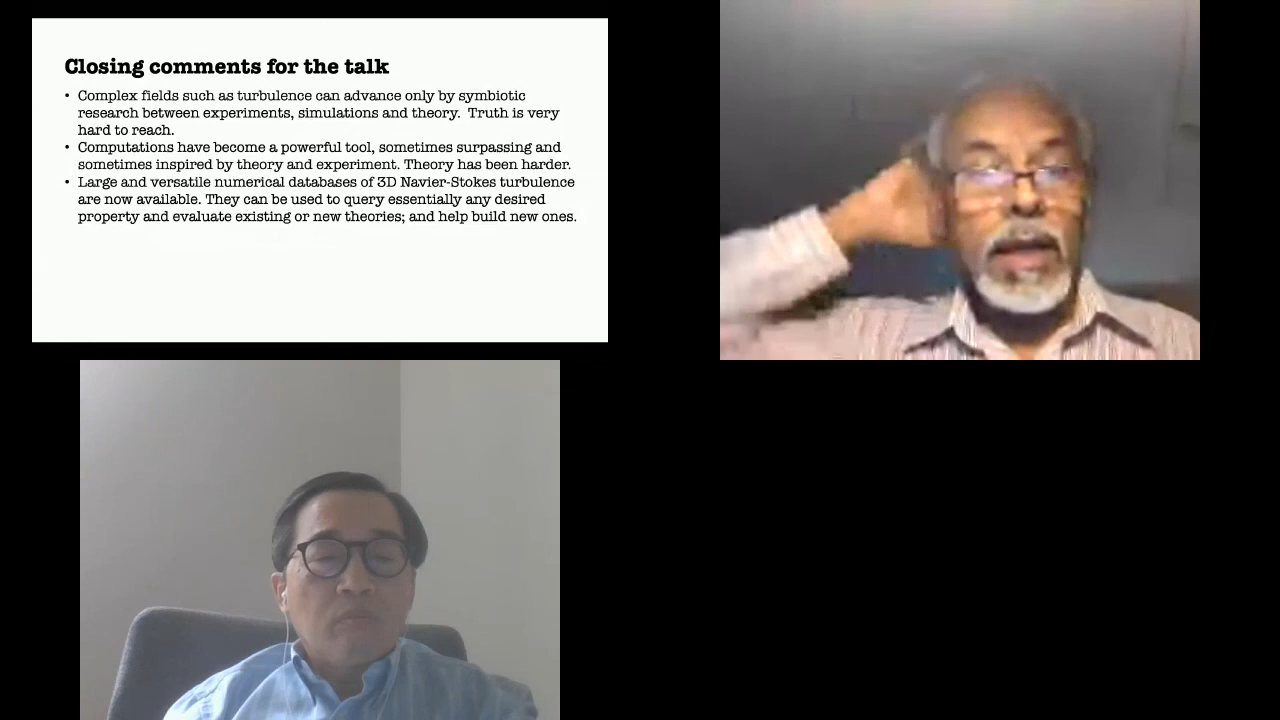 Closing comments for the talk
• Complex fields such as turbulence can advance only by symbiotic
research between experiments, simulations and theory.  Truth is very
hard to reach.
• Computations have become a powerful tool, sometimes surpassing and
sometimes inspired by theory and experiment. Theory has been harder.
• Large and versatile numerical databases of 3D Navier-Stokes turbulence
are now available. They can be used to query essentially any desired
property and evaluate existing or new theories; and help build new ones.